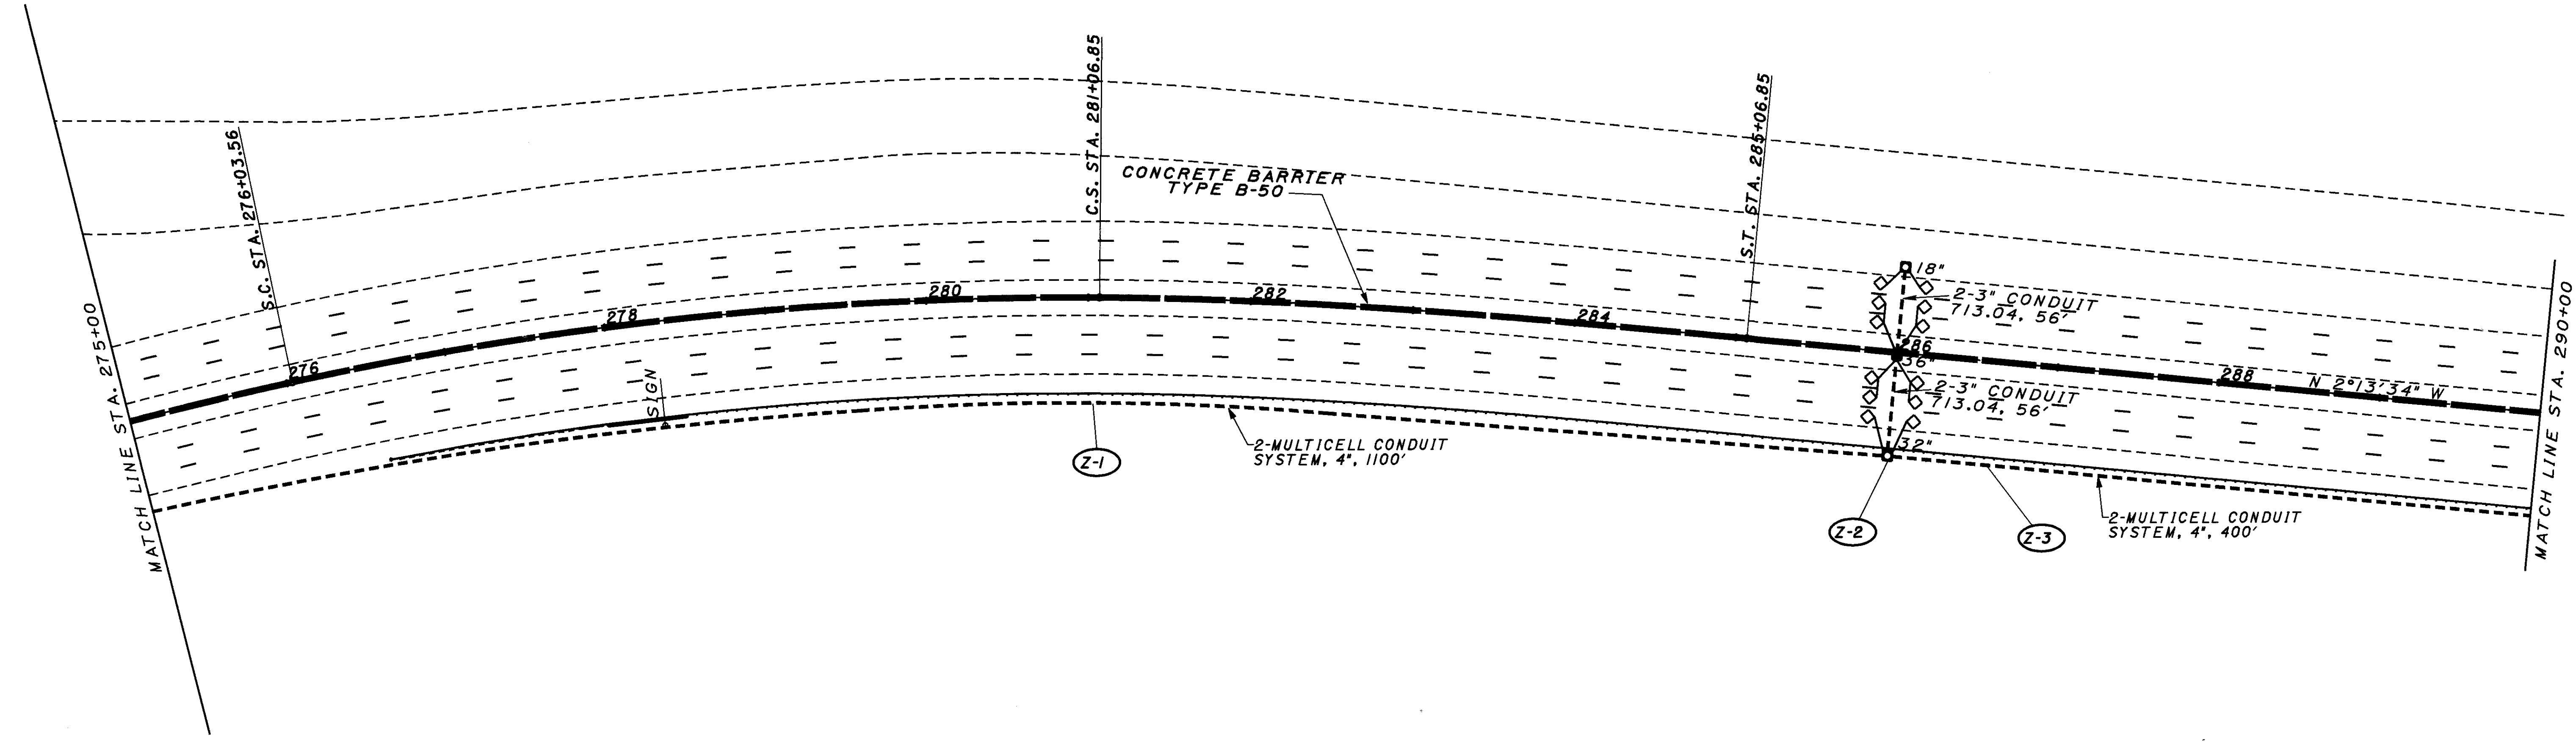 MATCH LINE STA. 275+00
S.C. STA. 276+03.56
C.S. STA. 281+06.85
S.T. STA. 285+06.85
CONCRETE BARRIER
TYPE B-50
276
278
280
282
284
286
288
N 2°13'34" W
18"
2-3" CONDUIT
713.04, 56'
36"
2-3" CONDUIT
713.04, 56'
32"
SIGN
Z-1
2-MULTICELL CONDUIT
SYSTEM, 4", 1100'
Z-2
Z-3
2-MULTICELL CONDUIT
SYSTEM, 4", 400'
MATCH LINE STA. 290+00